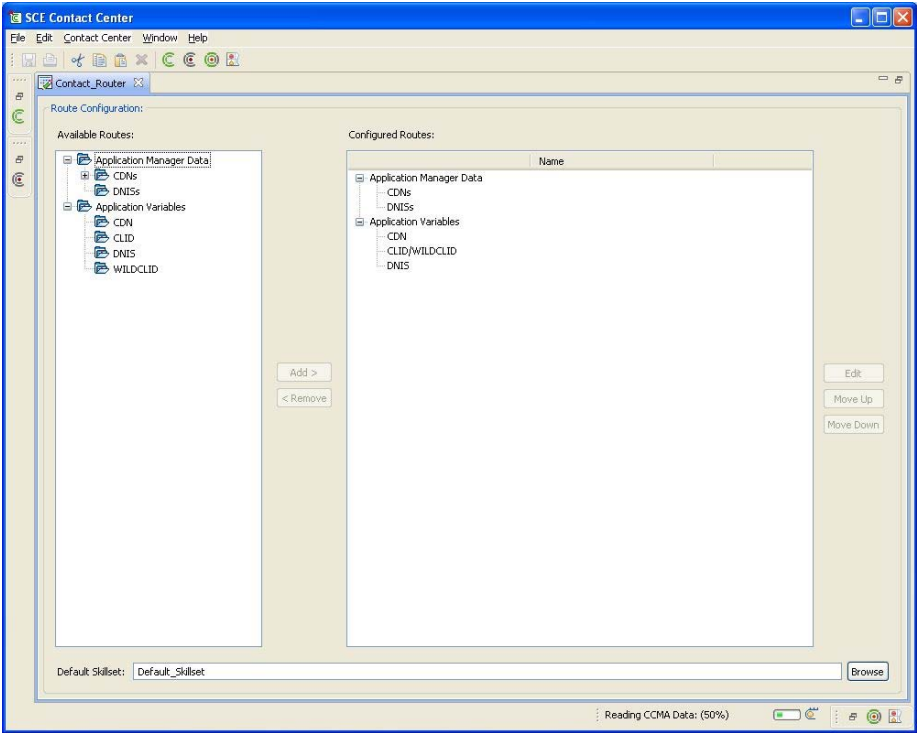 SCE Contact Center
File Edit Contact Center Window Help
Contact_Router
Route Configuration:
Available Routes:
Application Manager Data
CDNs
DNISs
Application Variables
CDN
CLID
DNIS
WILDCLID
Add >
< Remove
Configured Routes:
Name
Application Manager Data
CDNs
DNISs
Application Variables
CDN
CLID/WILDCLID
DNIS
Edit
Move Up
Move Down
Default Skillset: Default_Skillset Browse
Reading CCMA Data: (50%)